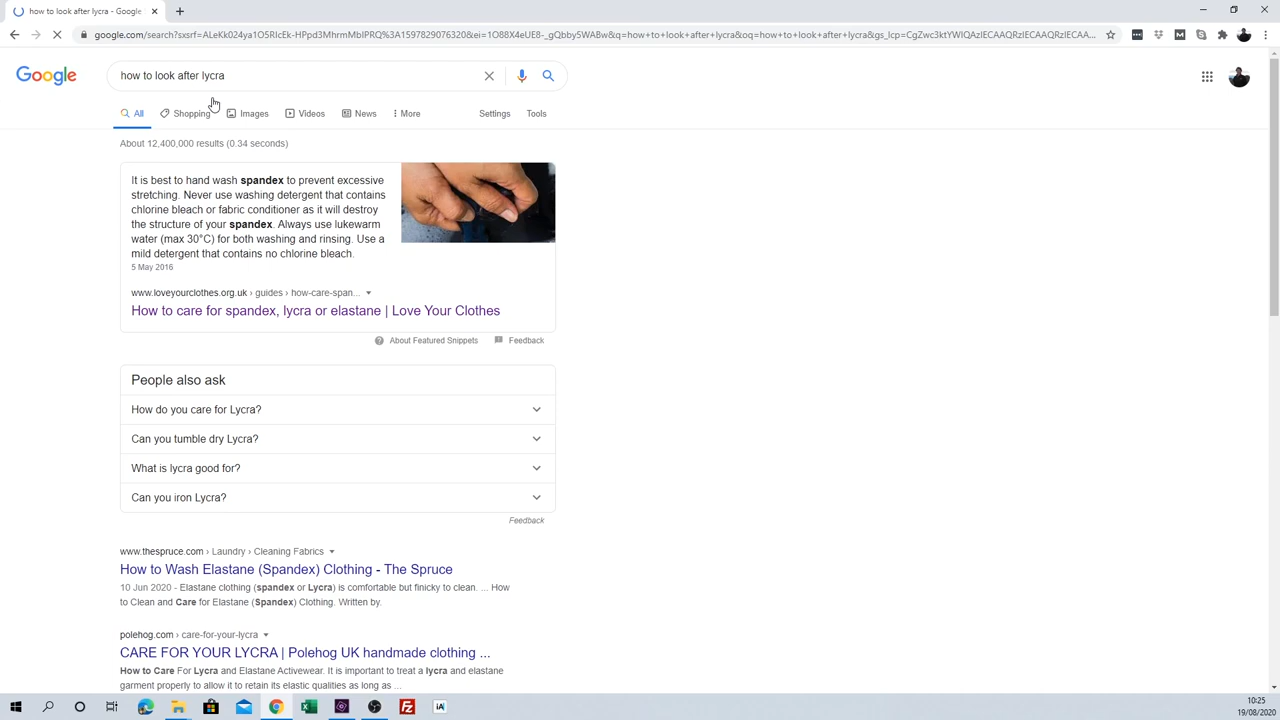 how to look after lycra - Google
google.com/search?sxsrf=ALeKk024ya1O5RIcEk-HPpd3MhrmMbIPRQ%3A1597829076320&ei=1O88X4eUE8-_gQbby5WABw&q=how+to+look+after+lycra&oq=how+to+look+after+lycra&gs_lcp=CgZwc3ktYWIQAzIECAAQRzIECAAQRzIECAAQRzIECA...
Google
how to look after lycra
All Shopping Images Videos News More Settings Tools
About 12,400,000 results (0.34 seconds)
It is best to hand wash spandex to prevent excessive
stretching. Never use washing detergent that contains
chlorine bleach or fabric conditioner as it will destroy
the structure of your spandex. Always use lukewarm
water (max 30°C) for both washing and rinsing. Use a
mild detergent that contains no chlorine bleach.
5 May 2016
www.loveyourclothes.org.uk › guides › how-care-span...
How to care for spandex, lycra or elastane | Love Your Clothes
About Featured Snippets Feedback
People also ask
How do you care for Lycra?
Can you tumble dry Lycra?
What is lycra good for?
Can you iron Lycra?
Feedback
www.thespruce.com › Laundry › Cleaning Fabrics
How to Wash Elastane (Spandex) Clothing - The Spruce
10 Jun 2020 - Elastane clothing (spandex or Lycra) is comfortable but finicky to clean. ... How
to Clean and Care for Elastane (Spandex) Clothing. Written by.
polehog.com › care-for-your-lycra
CARE FOR YOUR LYCRA | Polehog UK handmade clothing ...
How to Care For Lycra and Elastane Activewear. It is important to treat a lycra and elastane
garment properly to allow it to retain its elastic qualities as long as ...
10:25
19/08/2020